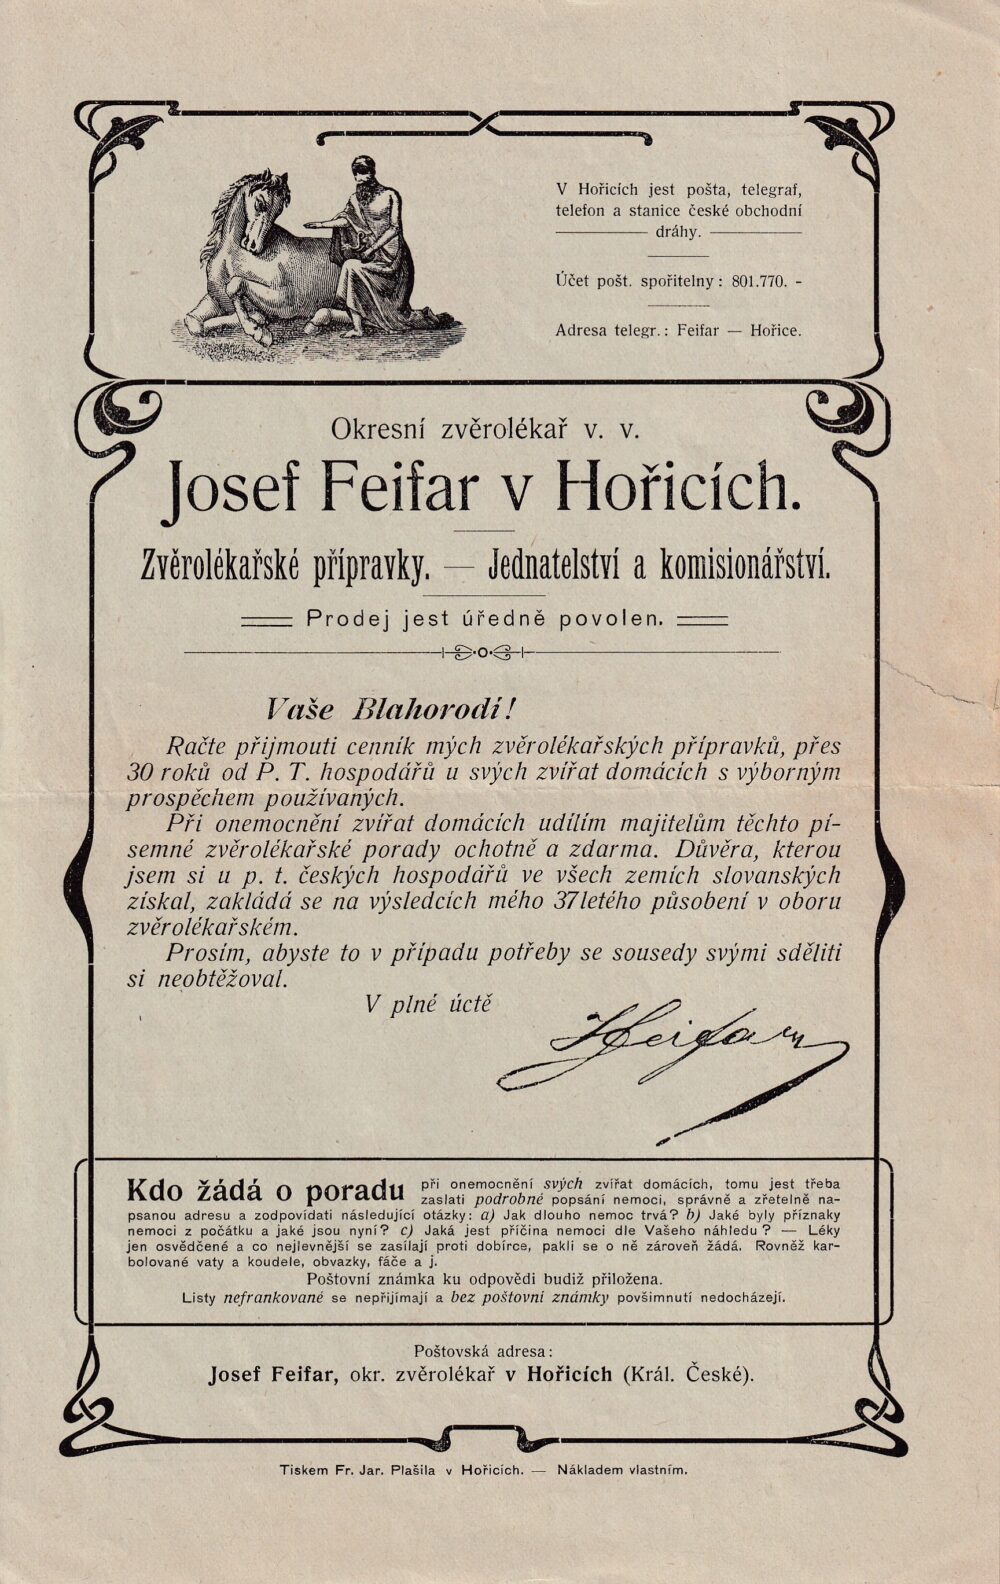 V Hořicích jest pošta, telegraf,
telefon a stanice české obchodní
dráhy.
Účet pošt. spořitelny: 801.770. -
Adresa telegr.: Feifar — Hořice.
Okresní zvěrolékař v. v.
Josef Feifar v Hořicích.
Zvěrolékařské přípravky. — Jednatelství a komisionářství.
Prodej jest úředně povolen.
Vaše Blahorodí!
Račte přijmouti cenník mých zvěrolékařských přípravků, přes
30 roků od P. T. hospodářů u svých zvířat domácích s výborným
prospěchem používaných.
Při onemocnění zvířat domácích udílím majitelům těchto pí-
semné zvěrolékařské porady ochotně a zdarma. Důvěra, kterou
jsem si u p. t. českých hospodářů ve všech zemích slovanských
získal, zakládá se na výsledcích mého 37letého působení v oboru
zvěrolékařském.
Prosím, abyste to v případu potřeby se sousedy svými sděliti
si neobtěžoval.
V plné úctě
JFeifar
Kdo žádá o poradu při onemocnění svých zvířat domácích, tomu jest třeba
zaslati podrobné popsání nemoci, správně a zřetelně na-
psanou adresu a zodpovídati následující otázky: a) Jak dlouho nemoc trvá? b) Jaké byly příznaky
nemoci z počátku a jaké jsou nyní? c) Jaká jest příčina nemoci dle Vašeho náhledu? — Léky
jen osvědčené a co nejlevnější se zasílají proti dobírce, pakli se o ně zároveň žádá. Rovněž kar-
bolované vaty a koudele, obvazky, fáče a j.
Poštovní známka ku odpovědi budiž přiložena.
Listy nefrankované se nepřijímají a bez poštovní známky povšimnutí nedocházejí.
Poštovská adresa:
Josef Feifar, okr. zvěrolékař v Hořicích (Král. České).
Tiskem Fr. Jar. Plašila v Hořicích. — Nákladem vlastním.